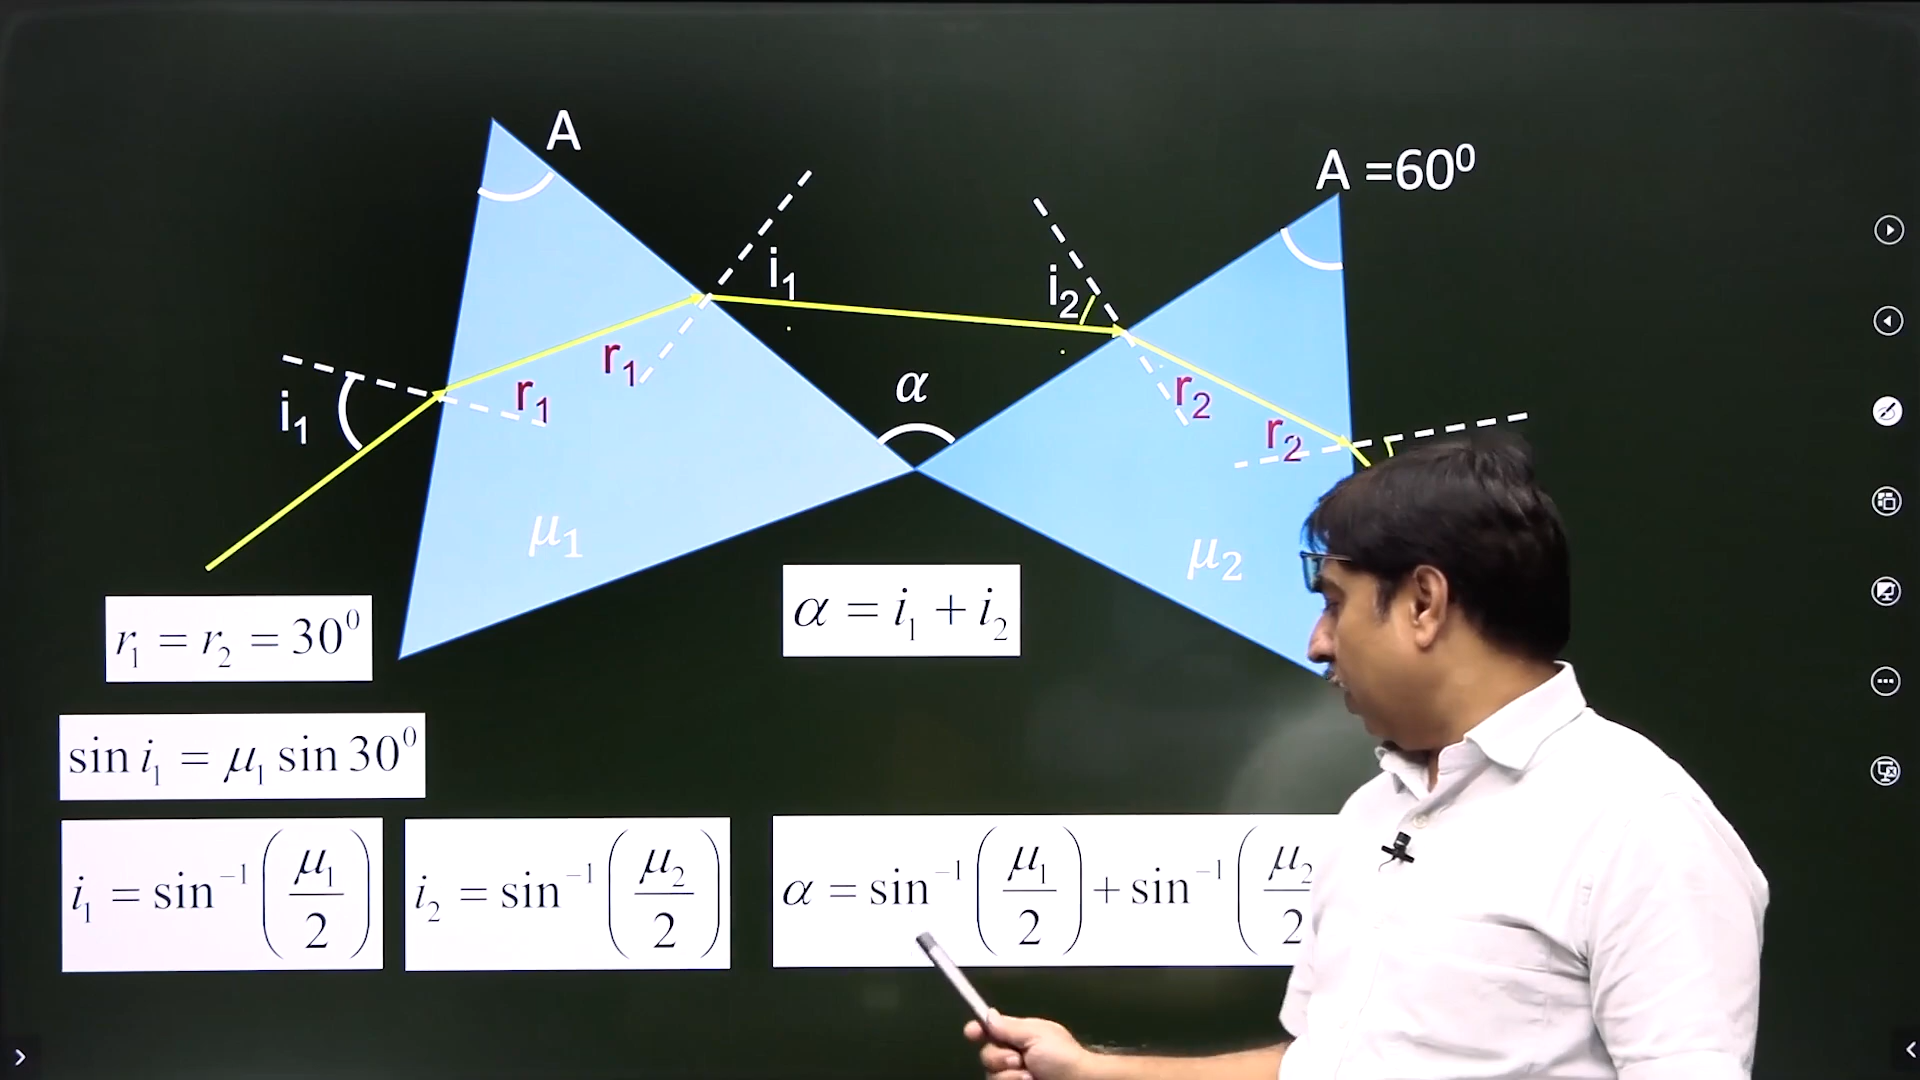 A
A =60⁰
i₁
i₂
r₁
r₁
α
r₂
r₂
i₁
μ₁
μ₂
α = i₁ + i₂
r₁ = r₂ = 30⁰
sin i₁ = μ₁ sin 30⁰
i₁ = sin⁻¹(μ₁/2)
i₂ = sin⁻¹(μ₂/2)
α = sin⁻¹(μ₁/2) + sin⁻¹(μ₂/2